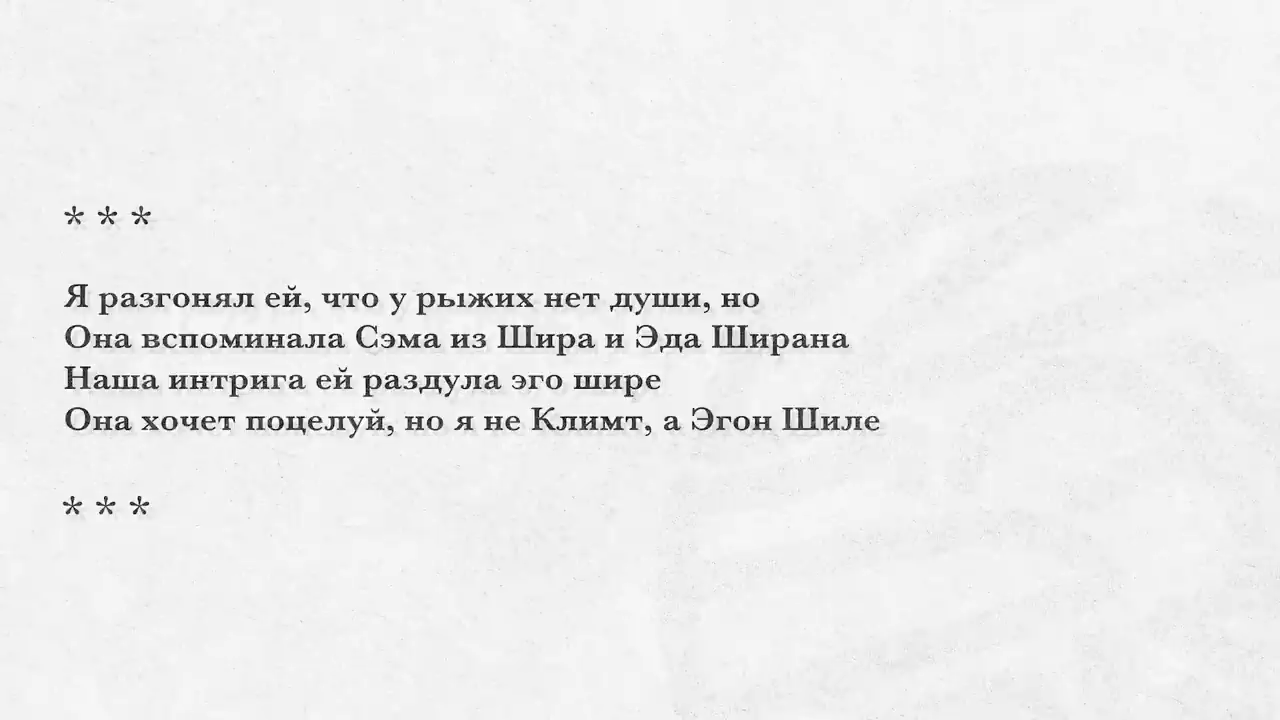 * * *
Я разгонял ей, что у рыжих нет души, но
Она вспоминала Сэма из Шира и Эда Ширана
Наша интрига ей раздула эго шире
Она хочет поцелуй, но я не Климт, а Эгон Шиле
* * *